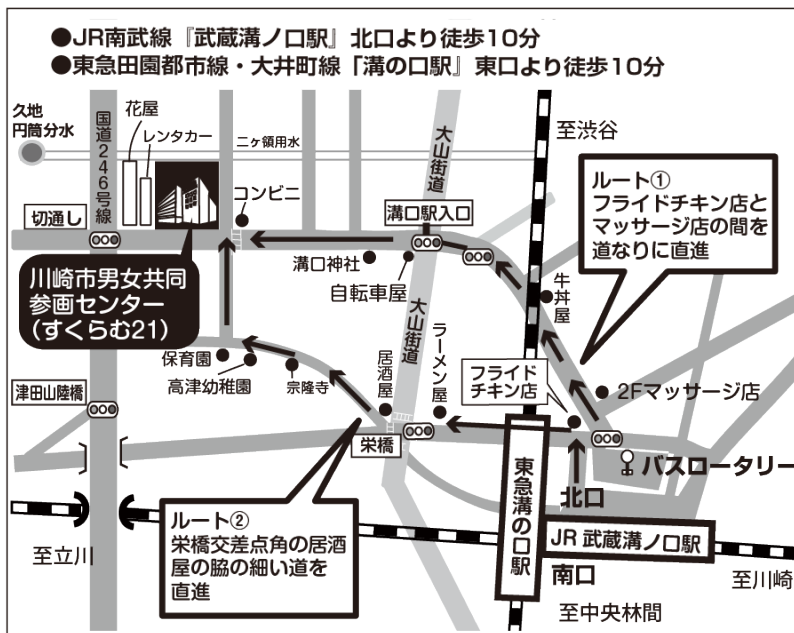 ●JR南武線『武蔵溝ノ口駅』北口より徒歩10分
●東急田園都市線・大井町線「溝の口駅」東口より徒歩10分
久地
円筒分水
国道246号線
花屋
レンタカー
二ヶ領用水
コンビニ
大山街道
至渋谷
ルート①
フライドチキン店と
マッサージ店の間を
道なりに直進
切通し
溝口駅入口
川崎市男女共同
参画センター
(すくらむ21)
溝口神社
自転車屋
牛丼屋
大山街道
ラーメン屋
居酒屋
保育園
高津幼稚園
宗隆寺
フライド
チキン店
2Fマッサージ店
津田山陸橋
栄橋
バスロータリー
北口
東急溝の口駅
ルート②
栄橋交差点角の居酒
屋の脇の細い道を
直進
JR 武蔵溝ノ口駅
南口
至立川
至川崎
至中央林間